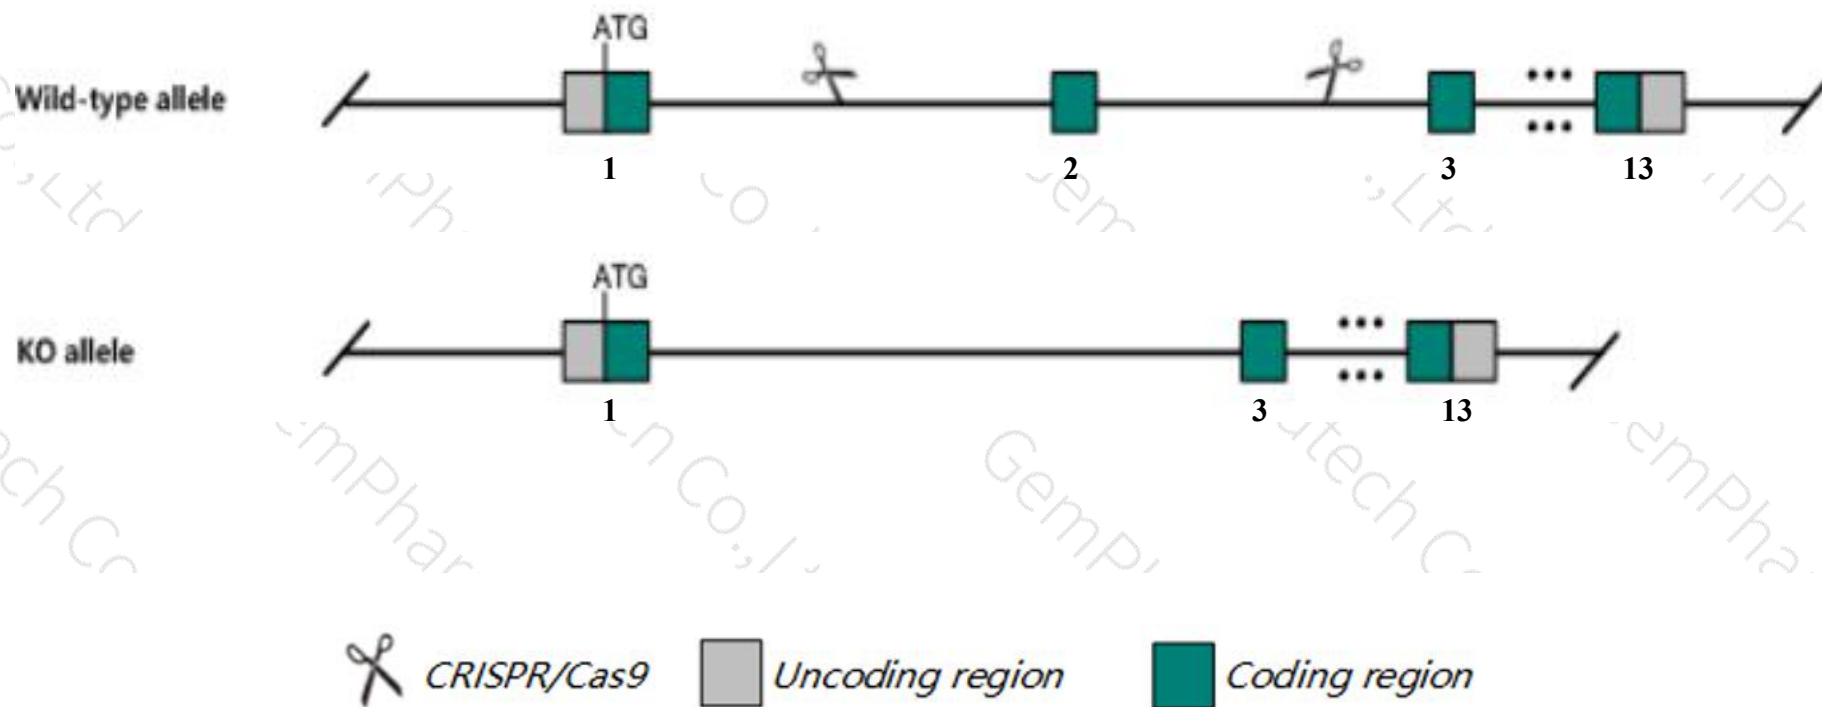 ATG
Wild-type allele
1 2 3 13
ATG
KO allele
1 3 13
CRISPR/Cas9 Uncoding region Coding region